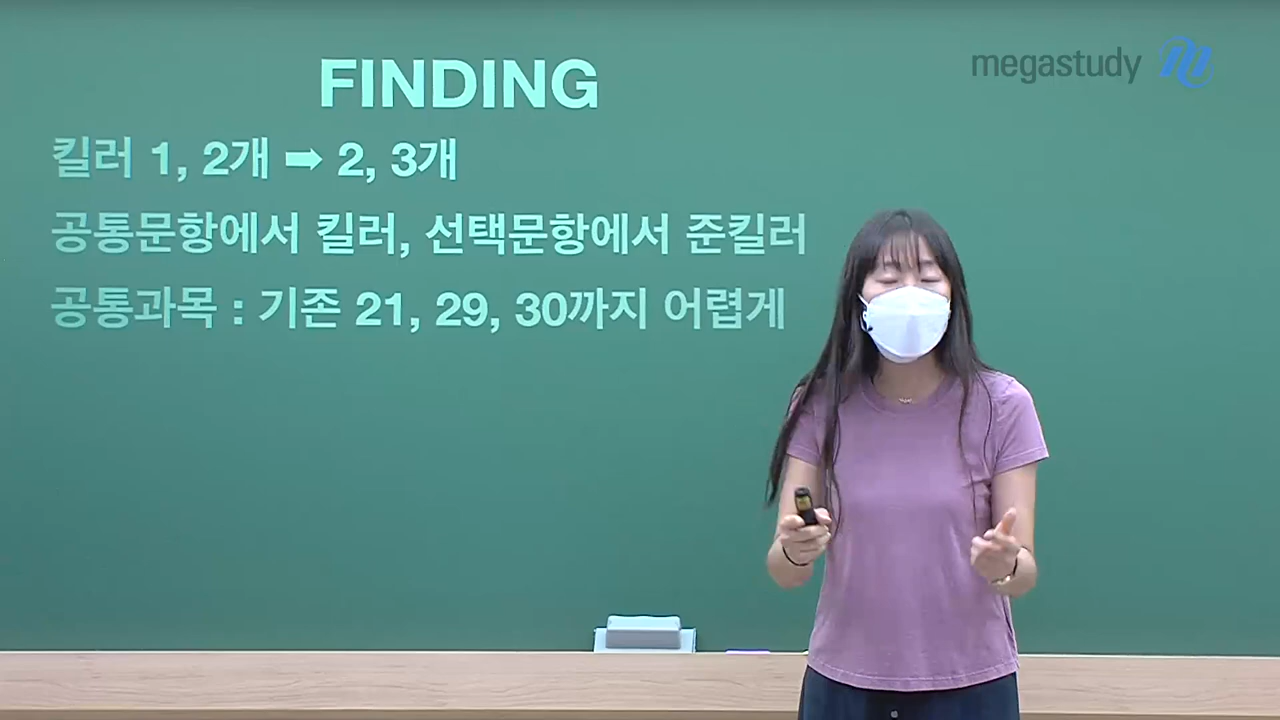 FINDING
megastudy
킬러 1, 2개 ➡ 2, 3개
공통문항에서 킬러, 선택문항에서 준킬러
공통과목 : 기존 21, 29, 30까지 어렵게